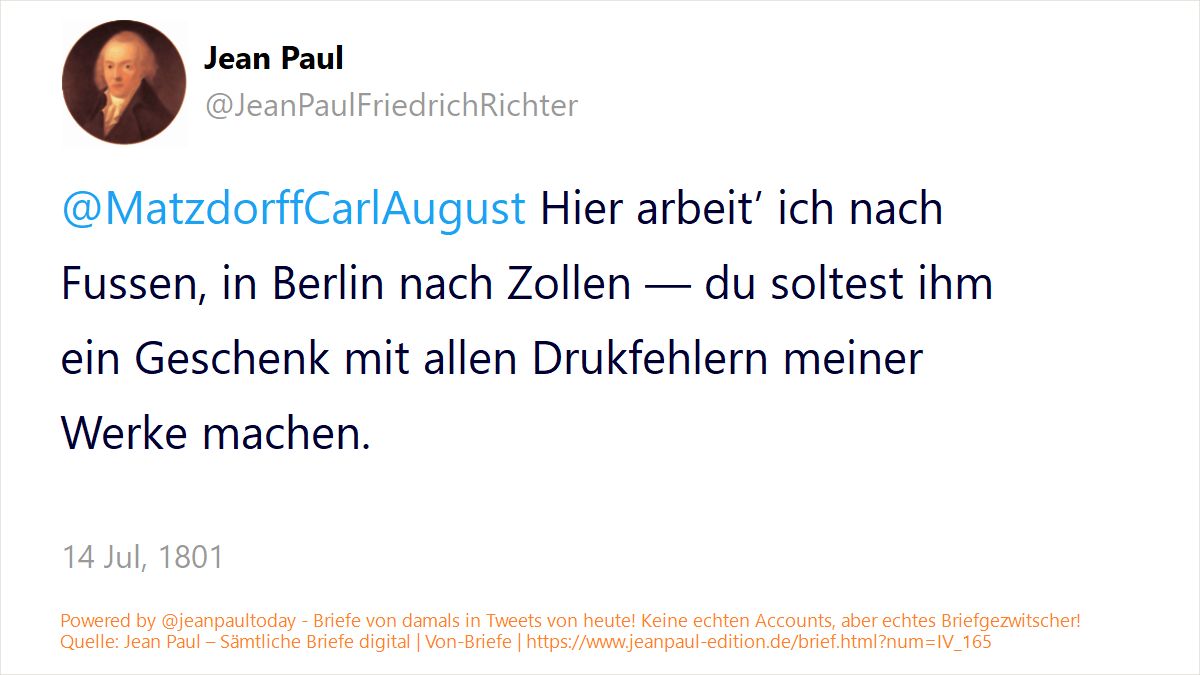 Jean Paul
@JeanPaulFriedrichRichter
@MatzdorffCarlAugust Hier arbeit’ ich nach
Fussen, in Berlin nach Zollen — du soltest ihm
ein Geschenk mit allen Drukfehlern meiner
Werke machen.
14 Jul, 1801
Powered by @jeanpaultoday - Briefe von damals in Tweets von heute! Keine echten Accounts, aber echtes Briefgezwitscher!
Quelle: Jean Paul – Sämtliche Briefe digital | Von-Briefe | https://www.jeanpaul-edition.de/brief.html?num=IV_165